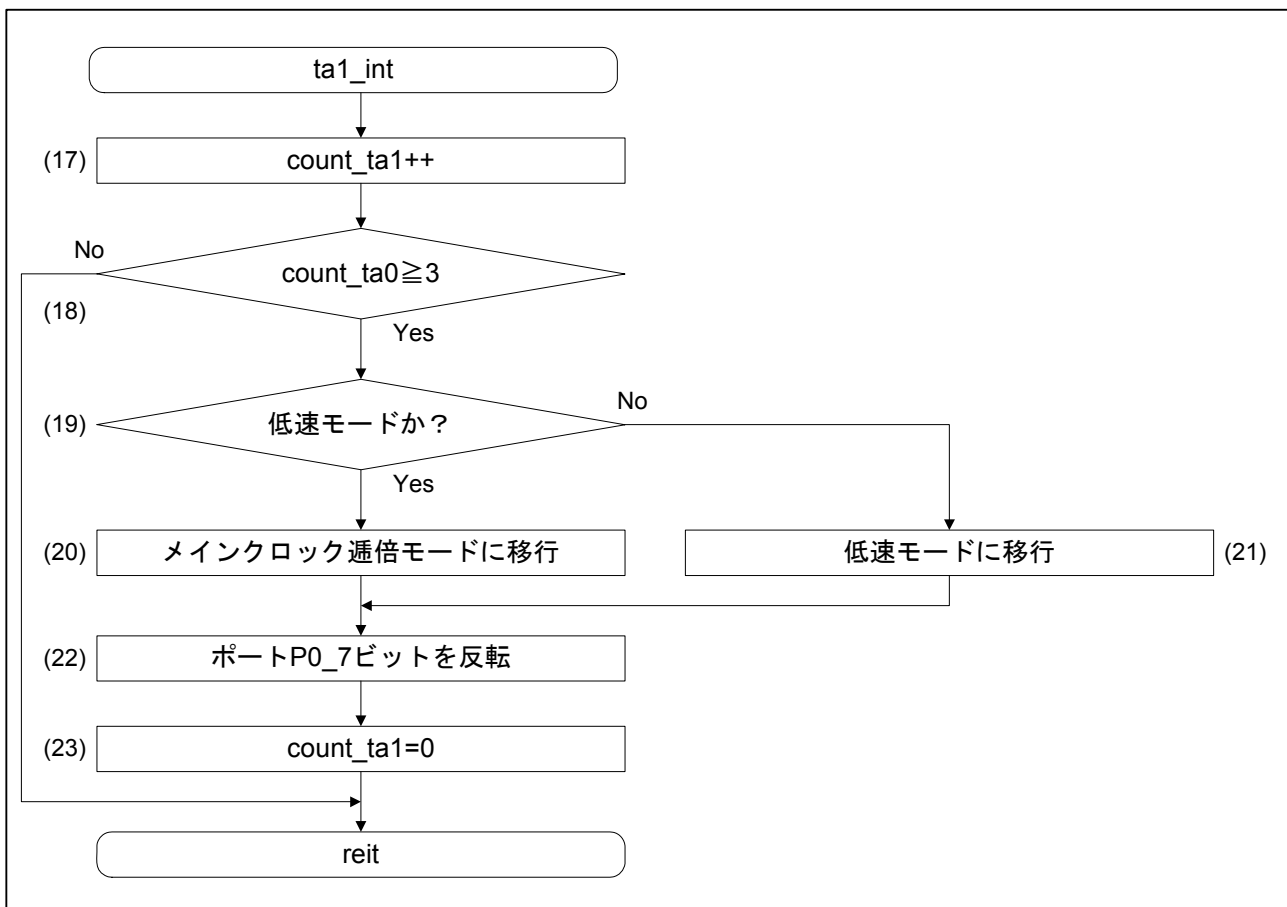 ta1_int
(17)
count_ta1++
No
count_ta0≧3
(18)
Yes
(19)
低速モードか？
No
Yes
(20)
メインクロック逓倍モードに移行
低速モードに移行
(21)
(22)
ポートP0_7ビットを反転
(23)
count_ta1=0
reit